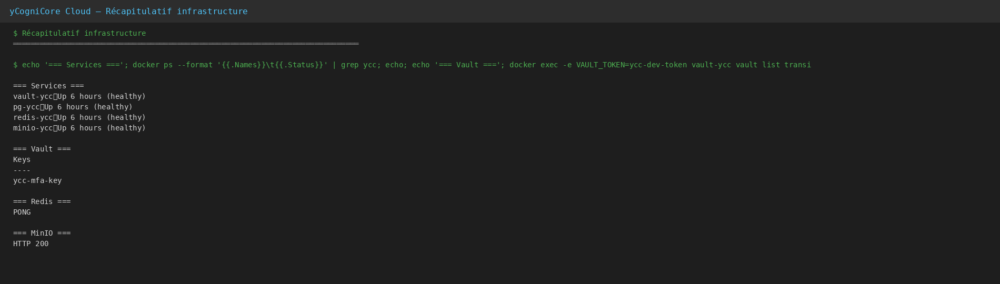 yCogniCore Cloud — Récapitulatif infrastructure
$ Récapitulatif infrastructure
══════════════════════════════════════════════════════════════════════════════
$ echo '=== Services ==='; docker ps --format '{{.Names}}\t{{.Status}}' | grep ycc; echo; echo '=== Vault ==='; docker exec -e VAULT_TOKEN=ycc-dev-token vault-ycc vault list transi
=== Services ===
vault-ycc▯Up 6 hours (healthy)
pg-ycc▯Up 6 hours (healthy)
redis-ycc▯Up 6 hours (healthy)
minio-ycc▯Up 6 hours (healthy)
=== Vault ===
Keys
----
ycc-mfa-key
=== Redis ===
PONG
=== MinIO ===
HTTP 200